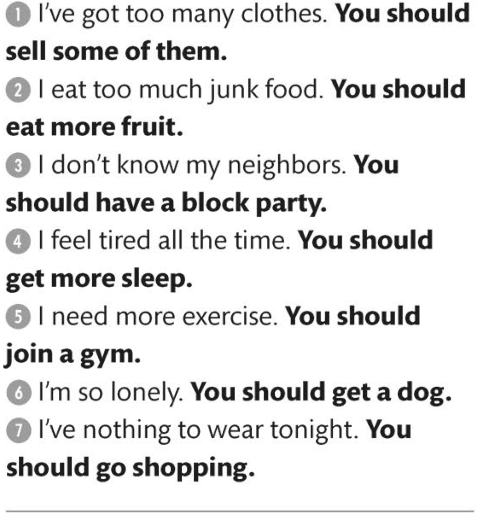 1 I've got too many clothes. You should
sell some of them.
2 I eat too much junk food. You should
eat more fruit.
3 I don't know my neighbors. You
should have a block party.
4 I feel tired all the time. You should
get more sleep.
5 I need more exercise. You should
join a gym.
6 I'm so lonely. You should get a dog.
7 I've nothing to wear tonight. You
should go shopping.